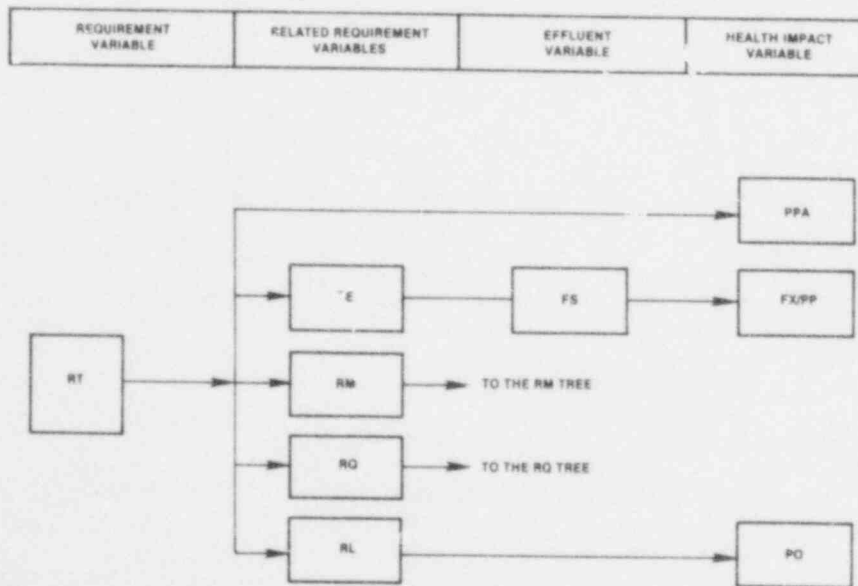 REQUIREMENT
VARIABLE
RELATED REQUIREMENT
VARIABLES
EFFLUENT
VARIABLE
HEALTH IMPACT
VARIABLE
PPA
FS
FX/PP
RT
RM
TO THE RM TREE
RQ
TO THE RQ TREE
RL
PO